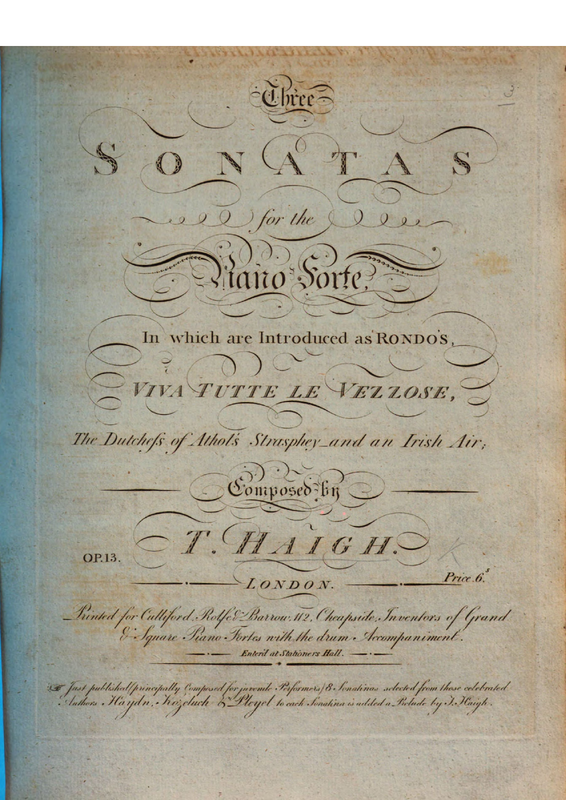 Three
SONATAS
for the
Piano Forte,
In which are Introduced as RONDO'S,
VIVA TUTTE LE VEZZOSE,
The Dutcheſs of Athol's Strasphey and an Irish Air;
Composed by
T. HAIGH.
OP. 13.
Price 6.s
LONDON.
Printed for Culliford, Rolfe & Barrow, 112, Cheapside, Inventors of Grand
& Square Piano Fortes with the drum Accompaniment.
Enter'd at Stationers Hall.
☞ Just published (principally Composed for juvenile Performers) 8 Sonatinas selected from those celebrated
Authors Haydn, Kozeluch & Pleyel to each Sonatina is added a Prelude by T. Haigh.